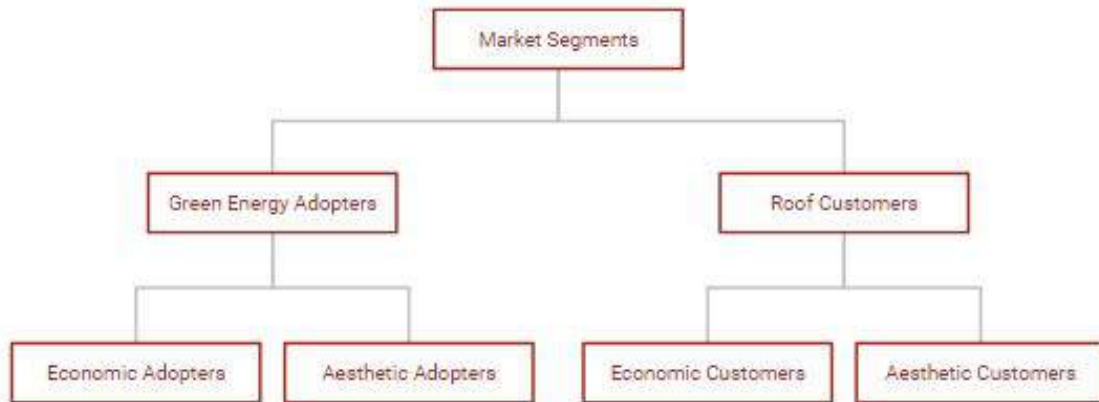 Market Segments
Green Energy Adopters
Roof Customers
Economic Adopters
Aesthetic Adopters
Economic Customers
Aesthetic Customers